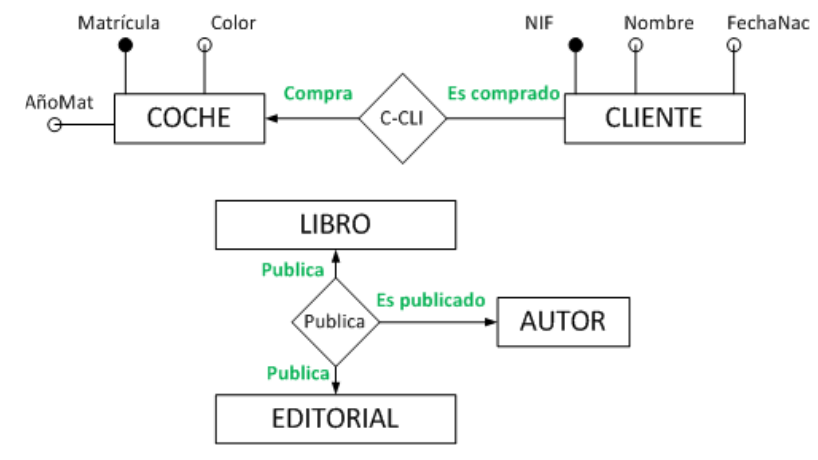 Matrícula Color NIF Nombre FechaNac
AñoMat Compra Es comprado
COCHE C-CLI CLIENTE
LIBRO
Publica
Es publicado
Publica AUTOR
Publica
EDITORIAL